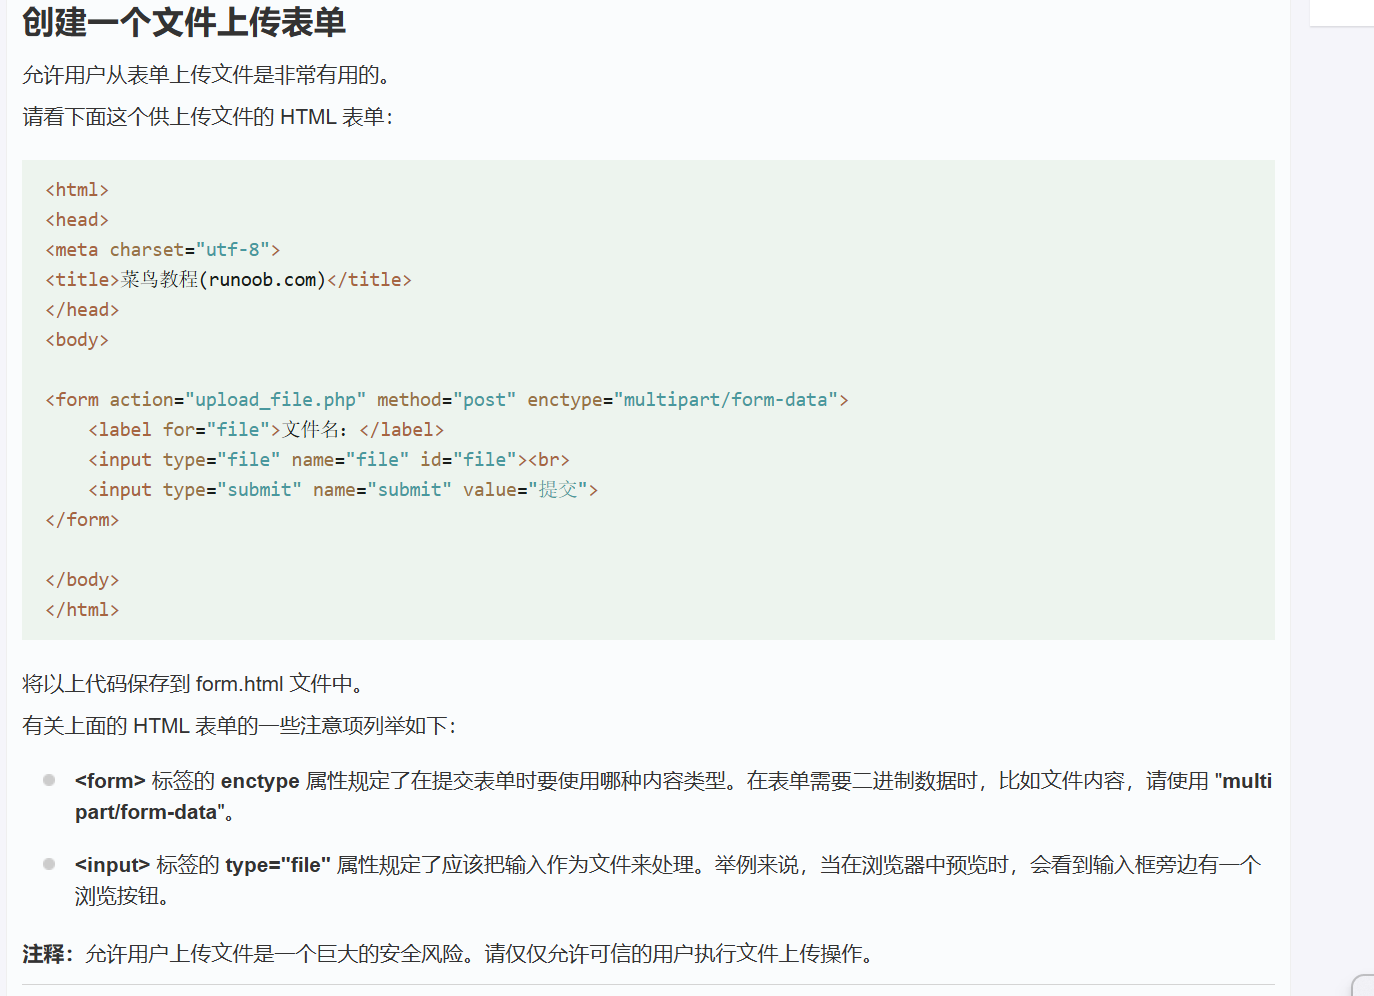 创建一个文件上传表单
允许用户从表单上传文件是非常有用的。
请看下面这个供上传文件的 HTML 表单：
<html>
<head>
<meta charset="utf-8">
<title>菜鸟教程(runoob.com)</title>
</head>
<body>
<form action="upload_file.php" method="post" enctype="multipart/form-data">
    <label for="file">文件名：</label>
    <input type="file" name="file" id="file"><br>
    <input type="submit" name="submit" value="提交">
</form>
</body>
</html>
将以上代码保存到 form.html 文件中。
有关上面的 HTML 表单的一些注意项列举如下：
<form> 标签的 enctype 属性规定了在提交表单时要使用哪种内容类型。在表单需要二进制数据时，比如文件内容，请使用 "multi
part/form-data"。
<input> 标签的 type="file" 属性规定了应该把输入作为文件来处理。举例来说，当在浏览器中预览时，会看到输入框旁边有一个
浏览按钮。
注释：允许用户上传文件是一个巨大的安全风险。请仅仅允许可信的用户执行文件上传操作。